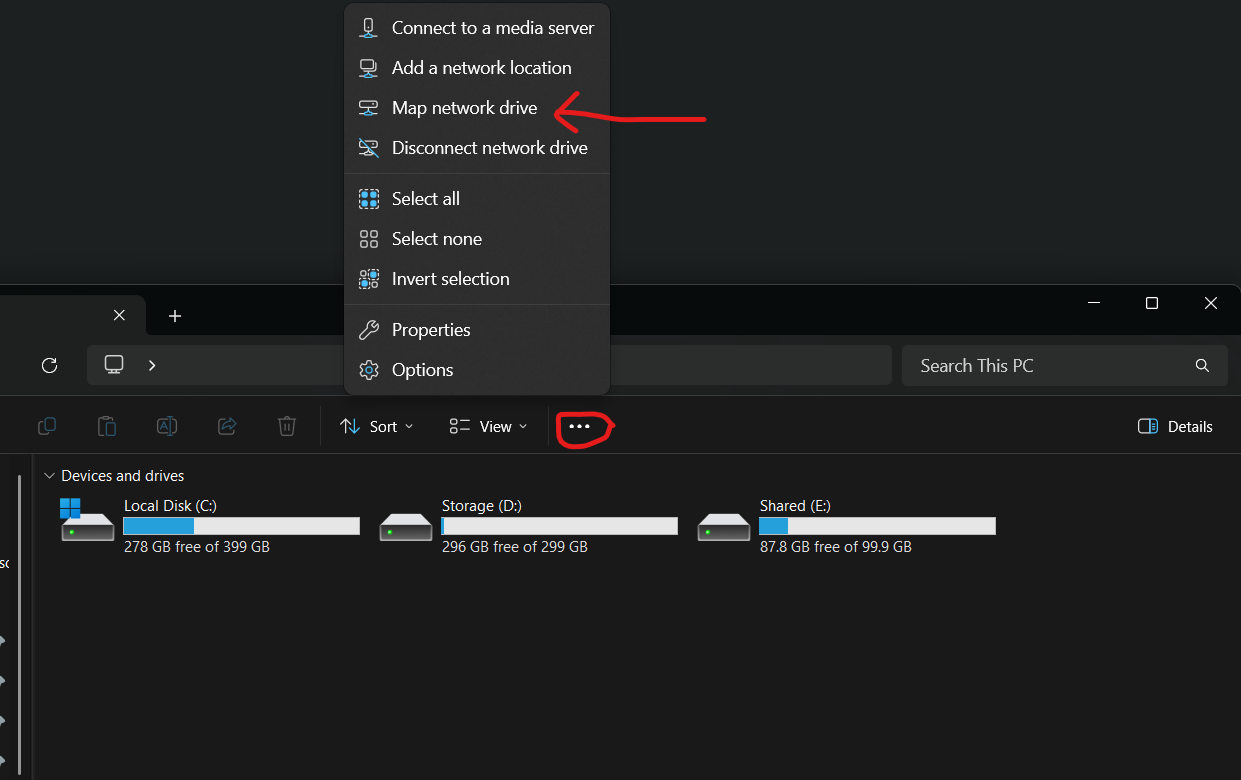 Connect to a media server
Add a network location
Map network drive
Disconnect network drive
Select all
Select none
Invert selection
Properties
Options
Search This PC
Sort
View
Details
Devices and drives
Local Disk (C:)
278 GB free of 399 GB
Storage (D:)
296 GB free of 299 GB
Shared (E:)
87.8 GB free of 99.9 GB